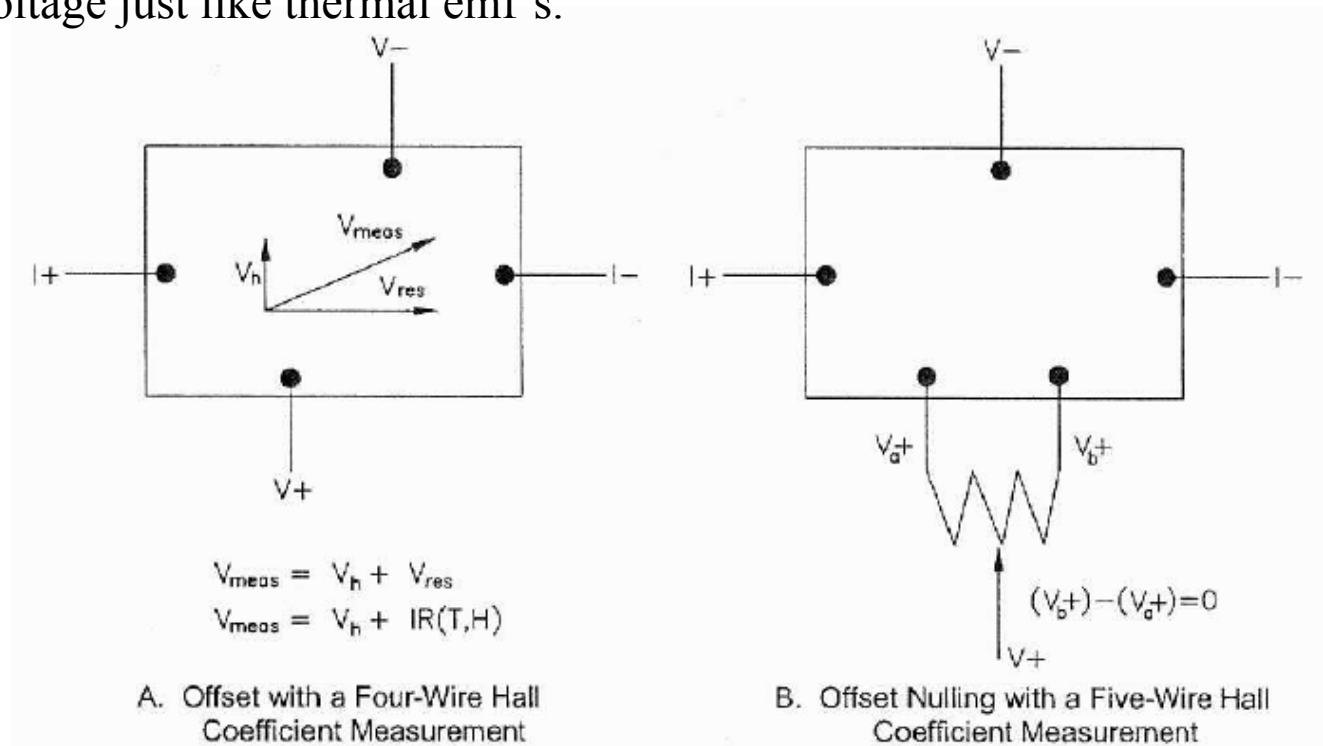 oltage just like thermal emf's.
V−
V−
Vmeas
Vh
Vres
I+
I−
I+
I−
V+
Va+
Vb+
Vmeas = Vh + Vres
Vmeas = Vh + IR(T,H)
(Vb+)−(Va+)=0
V+
A. Offset with a Four-Wire Hall
Coefficient Measurement
B. Offset Nulling with a Five-Wire Hall
Coefficient Measurement